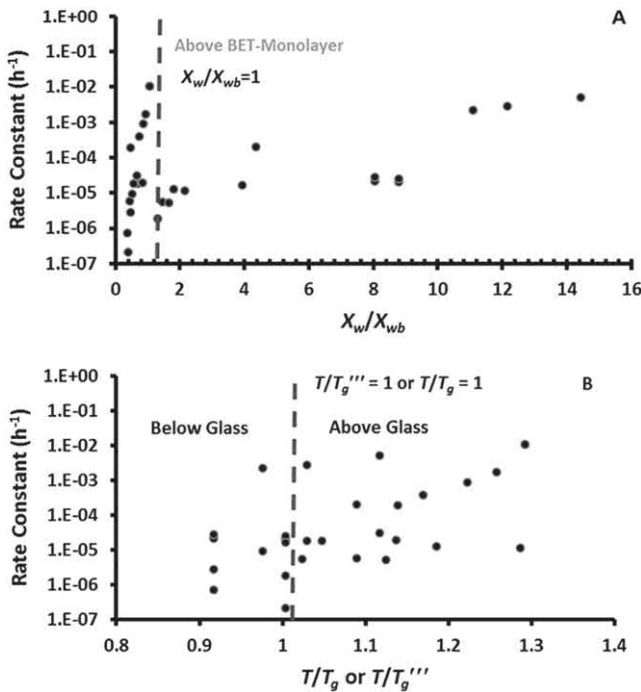 A
1.E+00
1.E-01
1.E-02
1.E-03
1.E-04
1.E-05
1.E-06
1.E-07
Rate Constant (h⁻¹)
Above BET-Monolayer
Xw/Xwb=1
0 2 4 6 8 10 12 14 16
Xw/Xwb
B
1.E+00
1.E-01
1.E-02
1.E-03
1.E-04
1.E-05
1.E-06
1.E-07
Rate Constant (h⁻¹)
T/Tg''' = 1 or T/Tg = 1
Below Glass Above Glass
0.8 0.9 1 1.1 1.2 1.3 1.4
T/Tg or T/Tg'''